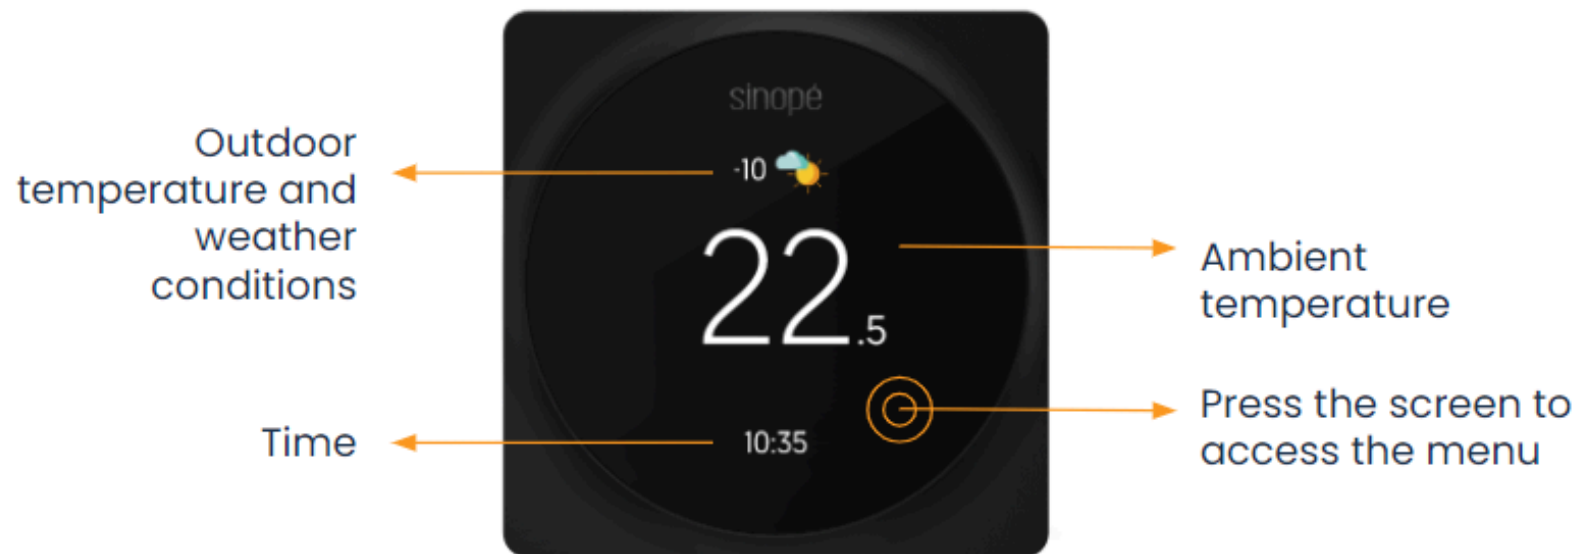 Outdoor
temperature and
weather
conditions
Time
sinopé
-10
22.5
10:35
Ambient
temperature
Press the screen to
access the menu